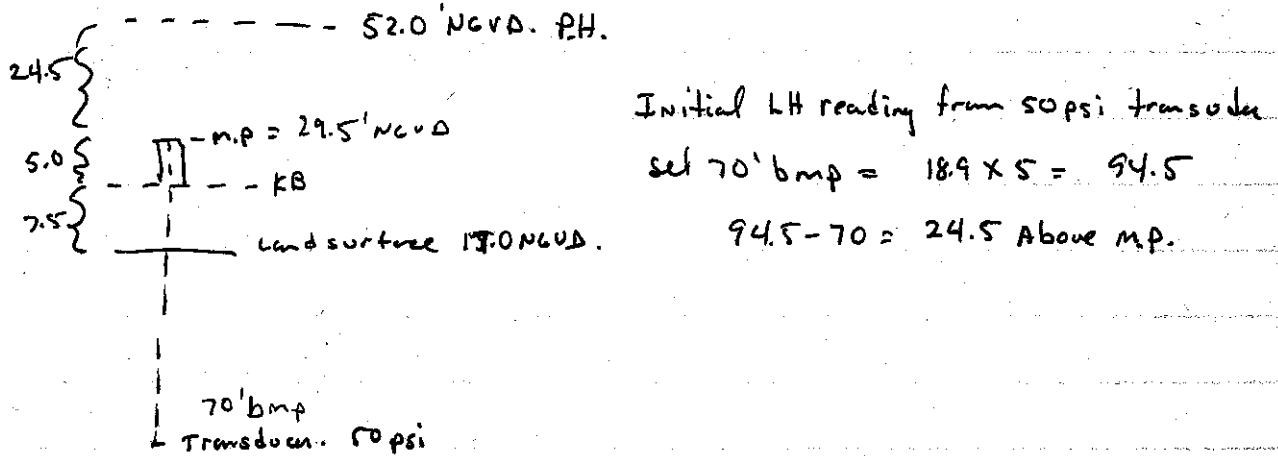 52.0' NGVD. P.H.
24.5
m.p = 29.5' NGVD
5.0
KB
7.5
Land surface 17.0 NGVD.
70' bmp
Transducer. 50 psi
Initial LH reading from 50 psi transducer
set 70' bmp = 18.9 x 5 = 94.5
94.5 - 70 = 24.5 Above M.P.